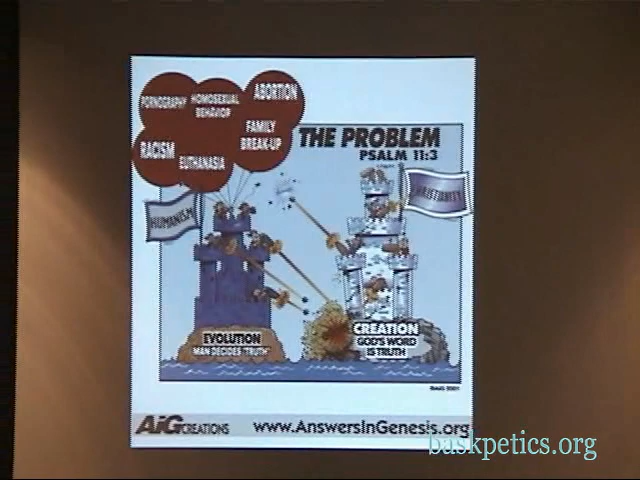 PORNOGRAPHY
HOMOSEXUAL
BEHAVIOR
ABORTION
RACISM
EUTHANASIA
FAMILY
BREAK-UP
THE PROBLEM
PSALM 11:3
HUMANISM
CHRISTIANITY
EVOLUTION
MAN DECIDES "TRUTH"
CREATION
GOD'S WORD
IS TRUTH
AiG CREATIONS
www.AnswersInGenesis.org
baskpetics.org